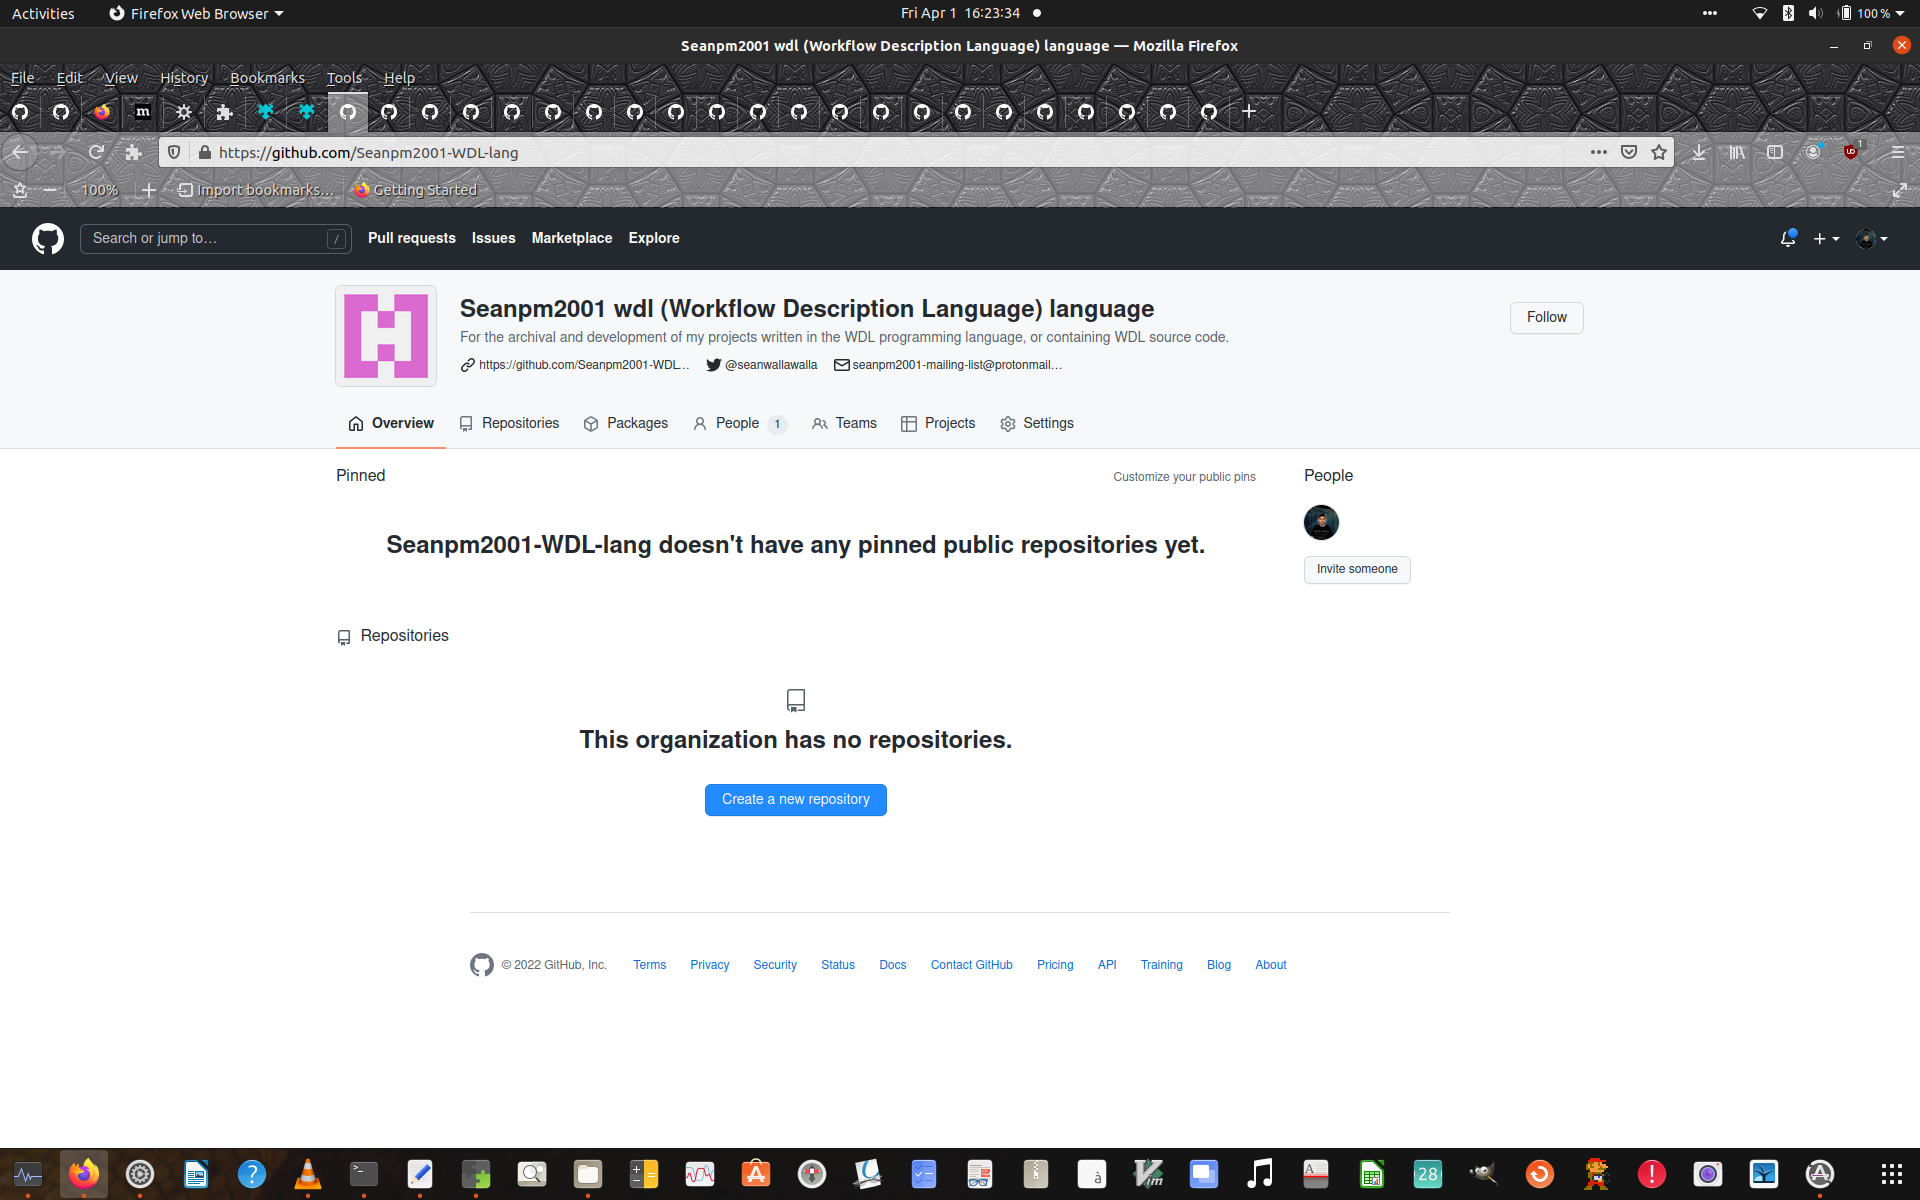 Activities Firefox Web Browser Fri Apr 1 16:23:34 100 %
Seanpm2001 wdl (Workflow Description Language) language — Mozilla Firefox
File Edit View History Bookmarks Tools Help
https://github.com/Seanpm2001-WDL-lang 1
100% Import bookmarks... Getting Started
Search or jump to... / Pull requests Issues Marketplace Explore
Seanpm2001 wdl (Workflow Description Language) language
Follow
For the archival and development of my projects written in the WDL programming language, or containing WDL source code.
https://github.com/Seanpm2001-WDL... @seanwallawalla seanpm2001-mailing-list@protonmail...
Overview Repositories Packages People 1 Teams Projects Settings
Pinned Customize your public pins People
Seanpm2001-WDL-lang doesn't have any pinned public repositories yet.
Invite someone
Repositories
This organization has no repositories.
Create a new repository
© 2022 GitHub, Inc. Terms Privacy Security Status Docs Contact GitHub Pricing API Training Blog About
28